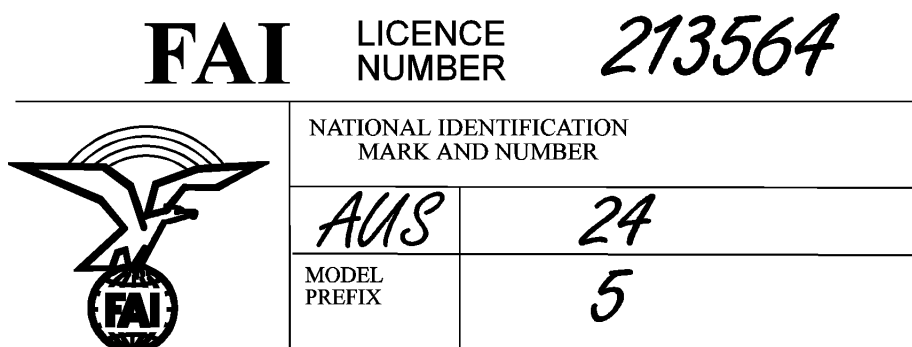 FAI LICENCE NUMBER 213564
NATIONAL IDENTIFICATION
MARK AND NUMBER
AUS 24
MODEL
PREFIX 5
FAI